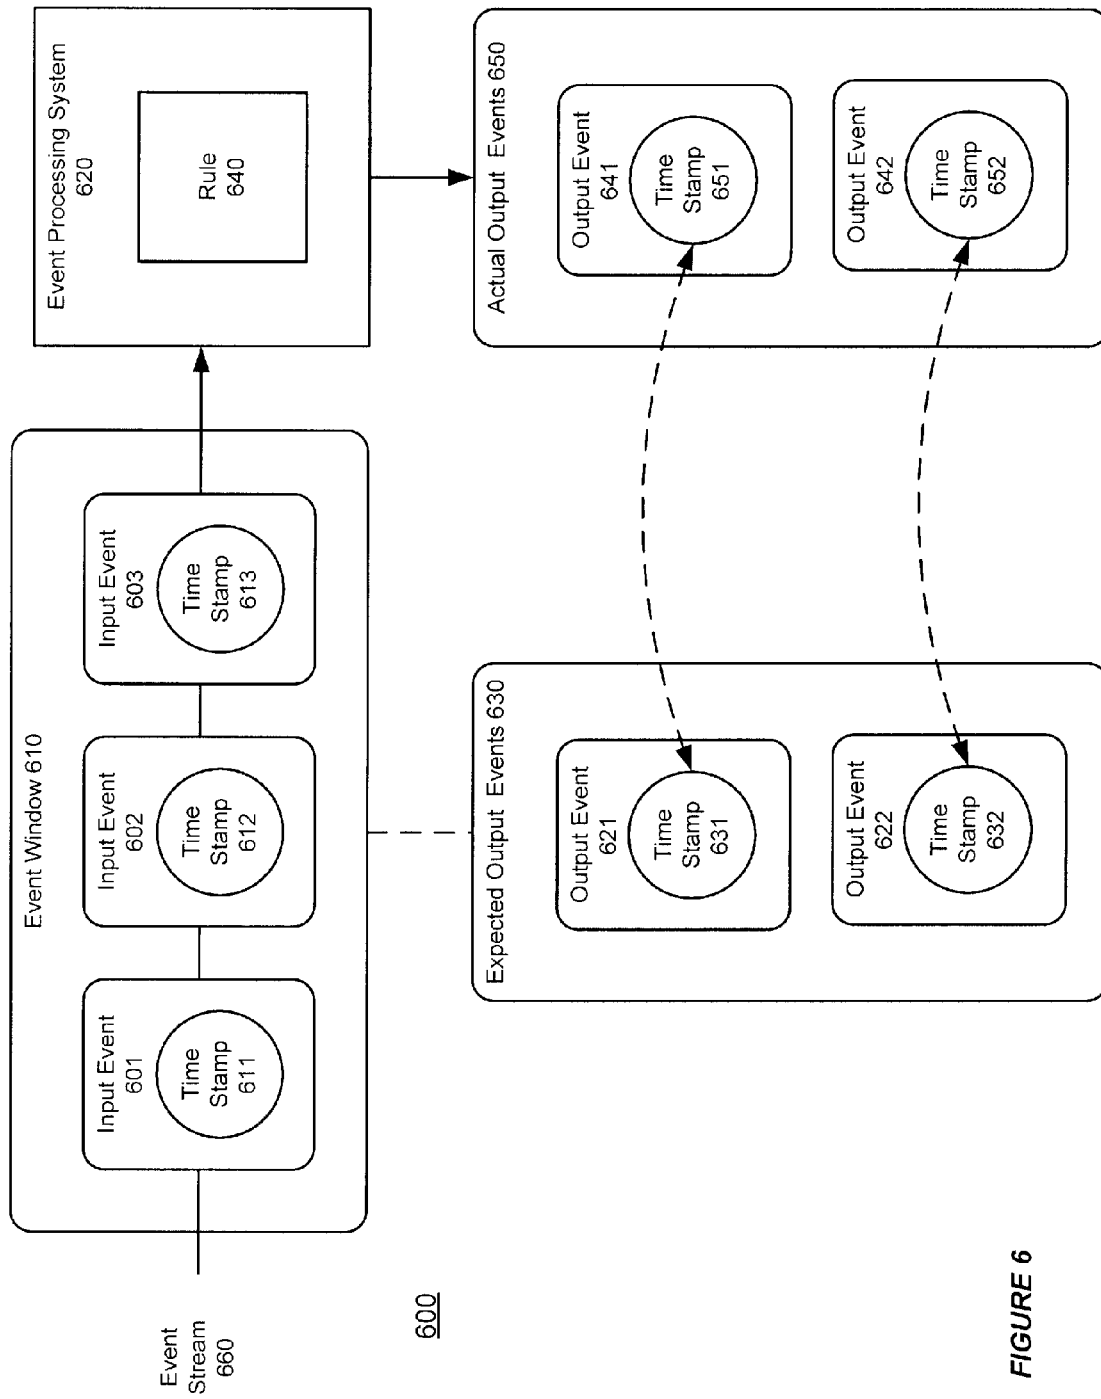 Event
Stream
660
Event Window 610
Input Event
601
Time
Stamp
611
Input Event
602
Time
Stamp
612
Input Event
603
Time
Stamp
613
Event Processing System
620
Rule
640
600
Expected Output Events 630
Output Event
621
Time
Stamp
631
Output Event
622
Time
Stamp
632
Actual Output Events 650
Output Event
641
Time
Stamp
651
Output Event
642
Time
Stamp
652
FIGURE 6